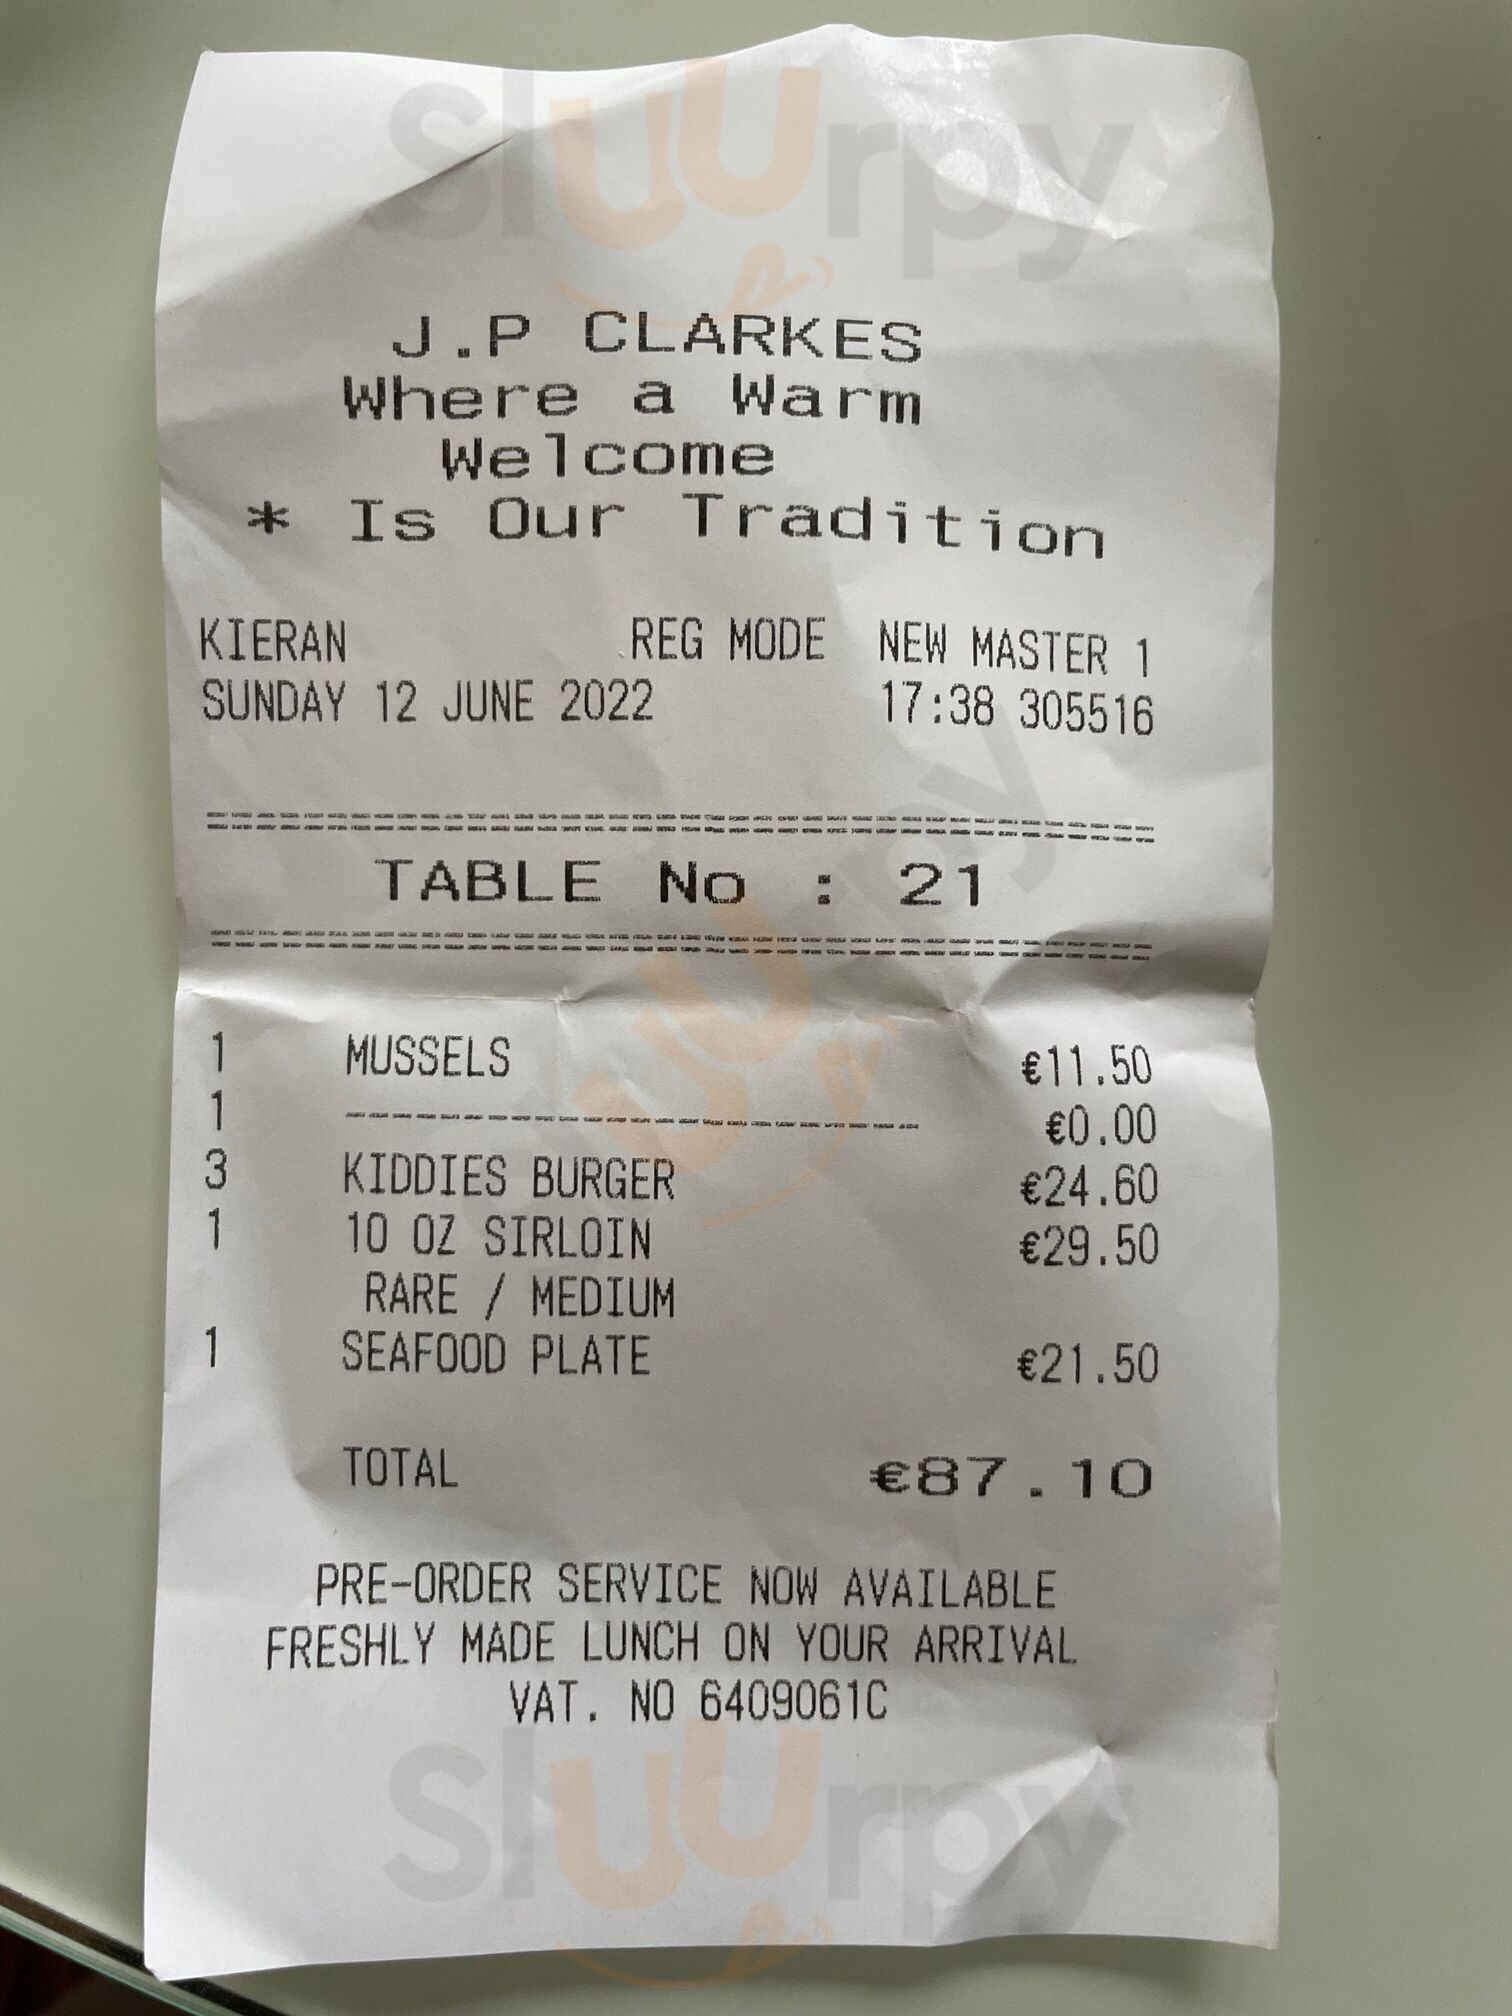 sluurpy
J.P CLARKES
Where a Warm
Welcome
* Is Our Tradition
KIERAN REG MODE NEW MASTER 1
SUNDAY 12 JUNE 2022 17:38 305516
TABLE No : 21
1 MUSSELS €11.50
1 ------------------------ €0.00
3 KIDDIES BURGER €24.60
1 10 OZ SIRLOIN €29.50
RARE / MEDIUM
1 SEAFOOD PLATE €21.50
TOTAL €87.10
PRE-ORDER SERVICE NOW AVAILABLE
FRESHLY MADE LUNCH ON YOUR ARRIVAL
VAT. NO 6409061C
sluurpy